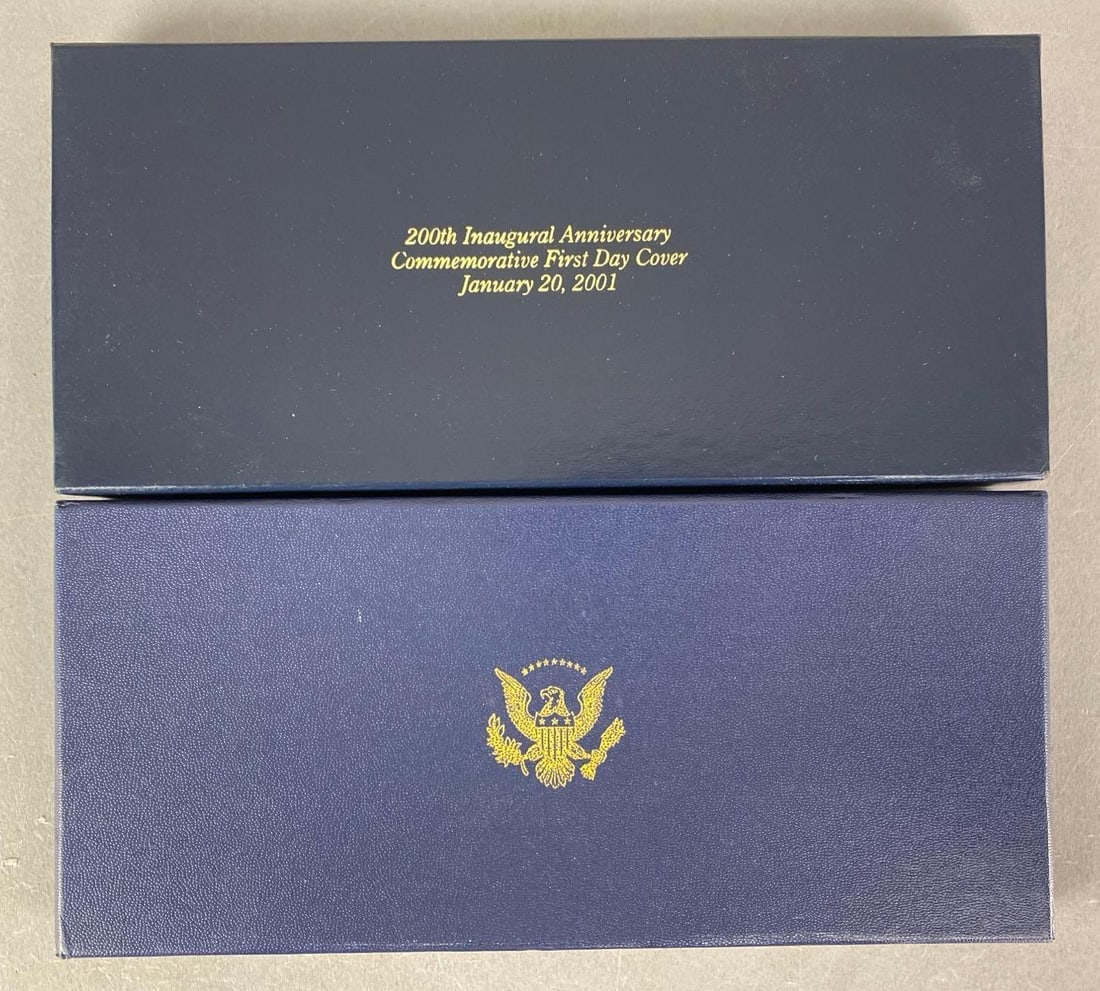 200th Inaugural Anniversary
Commemorative First Day Cover
January 20, 2001